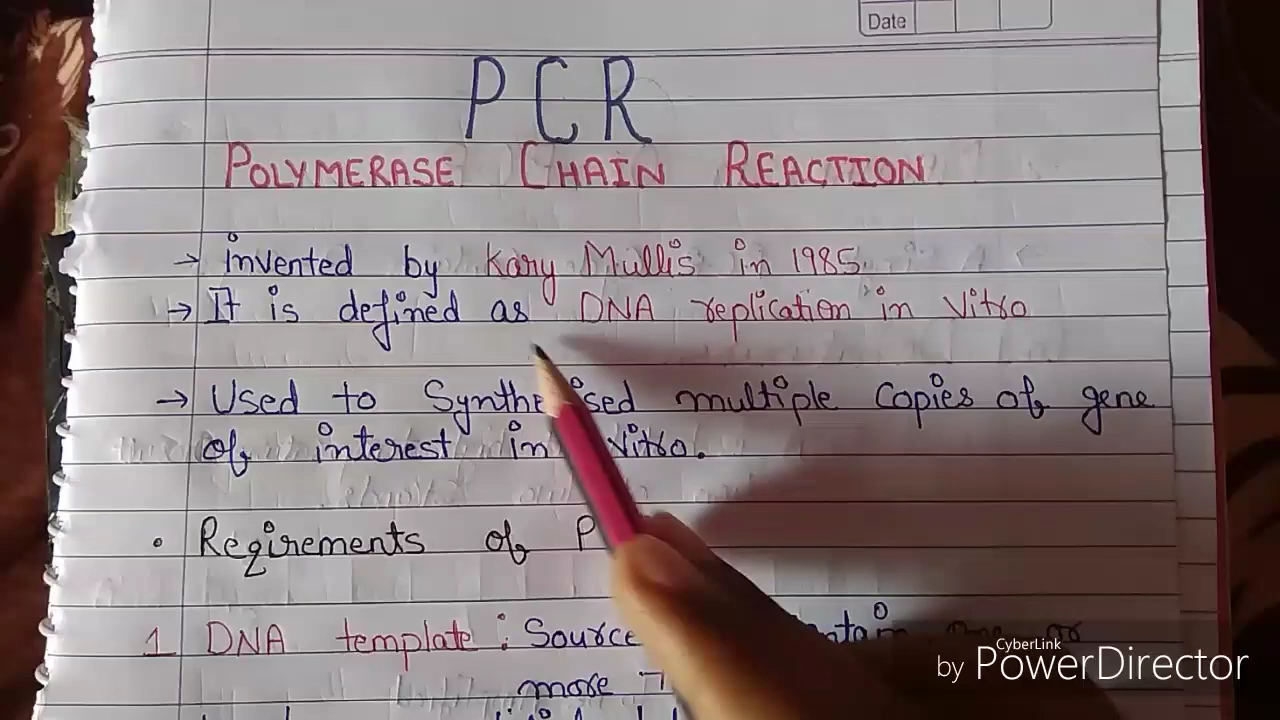 Date
PCR
POLYMERASE CHAIN REACTION
→ invented by Kary Mullis in 1985.
→ It is defined as DNA replication in Vitro
→ Used to Synthesised multiple Copies of gene
of interest in Vitro.
• Reqirements of P
1 DNA template : Source
more
CyberLink
by PowerDirector